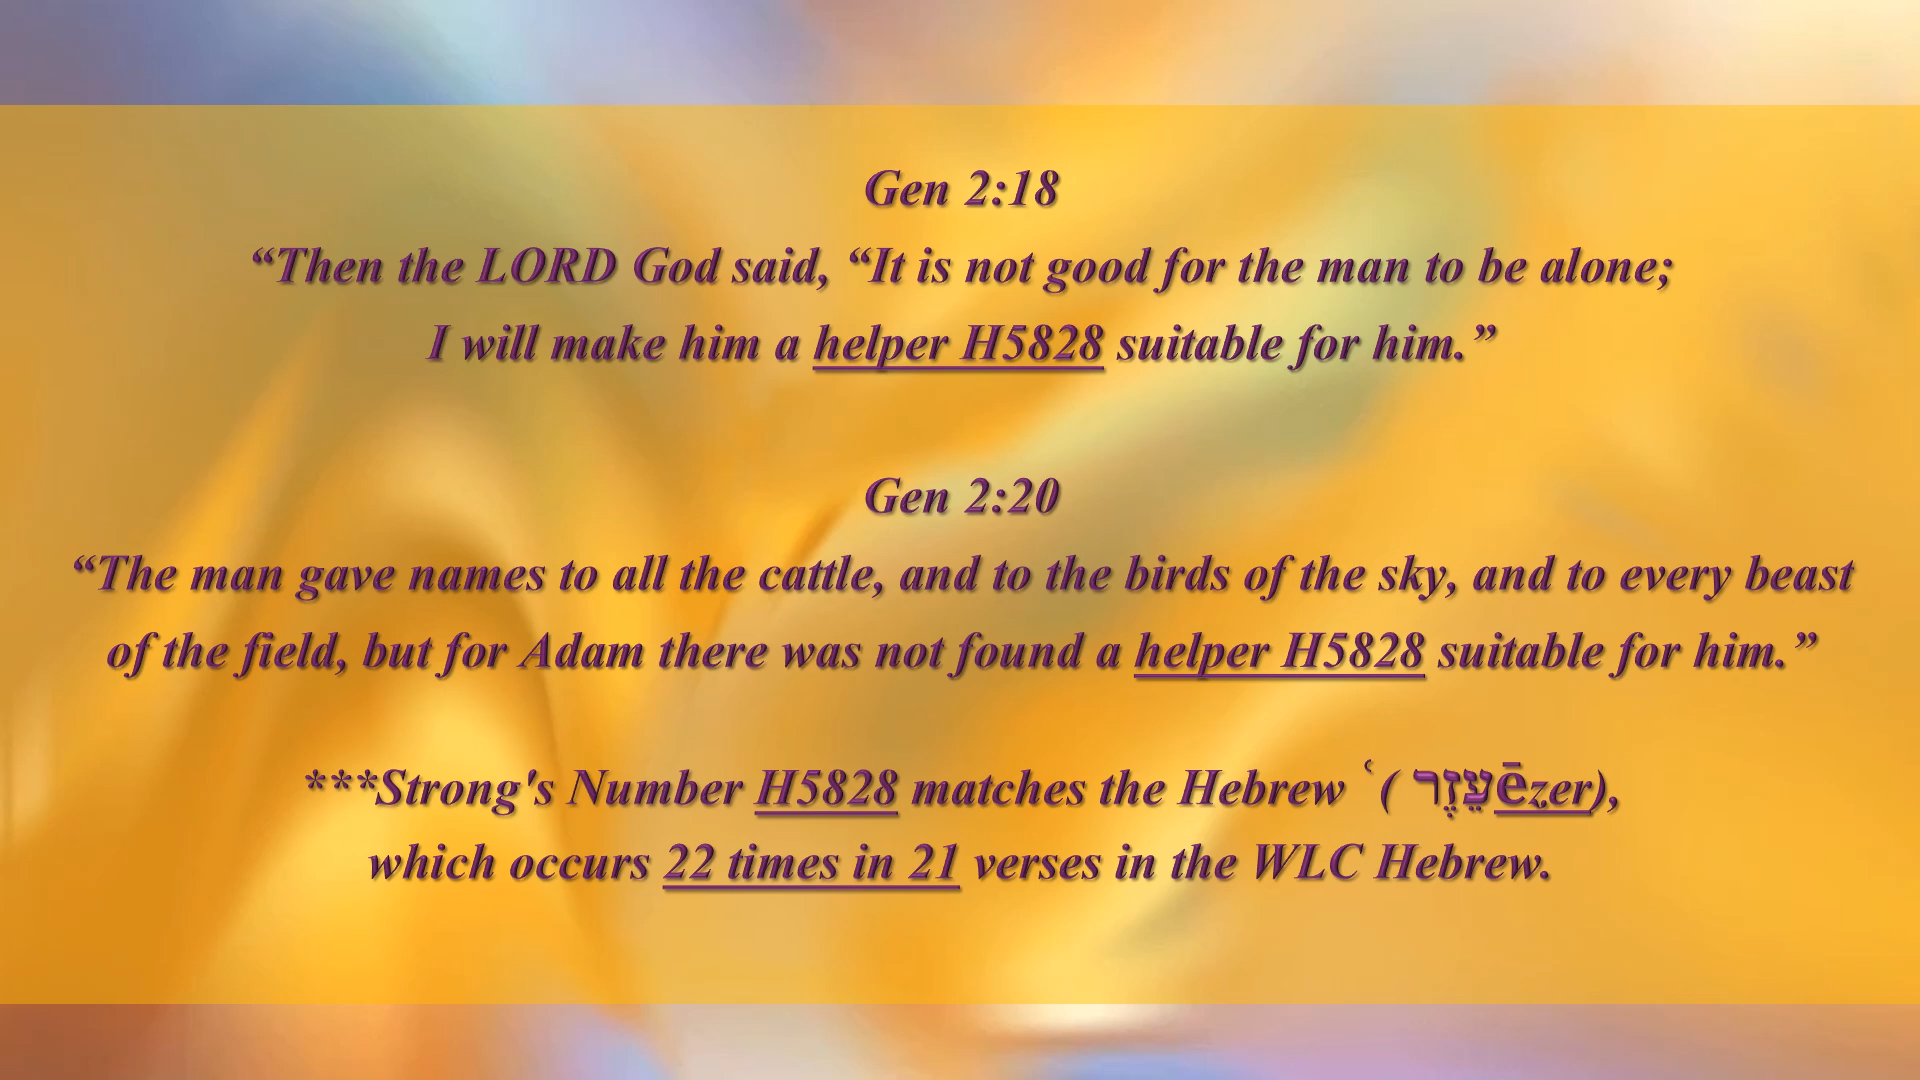 Gen 2:18
“Then the LORD God said, “It is not good for the man to be alone;
I will make him a helper H5828 suitable for him.”
Gen 2:20
“The man gave names to all the cattle, and to the birds of the sky, and to every beast
of the field, but for Adam there was not found a helper H5828 suitable for him.”
***Strong's Number H5828 matches the Hebrew ʿ ( עֵזֶר ēzer),
which occurs 22 times in 21 verses in the WLC Hebrew.